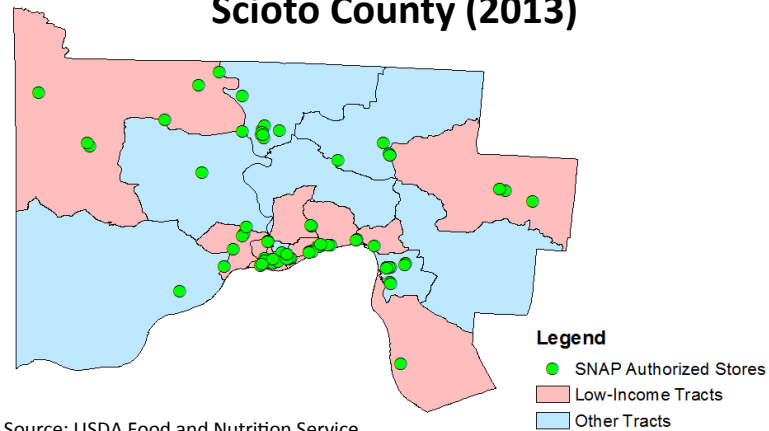 Scioto County (2013)
Legend
SNAP Authorized Stores
Low-Income Tracts
Other Tracts
Source: USDA Food and Nutrition Service